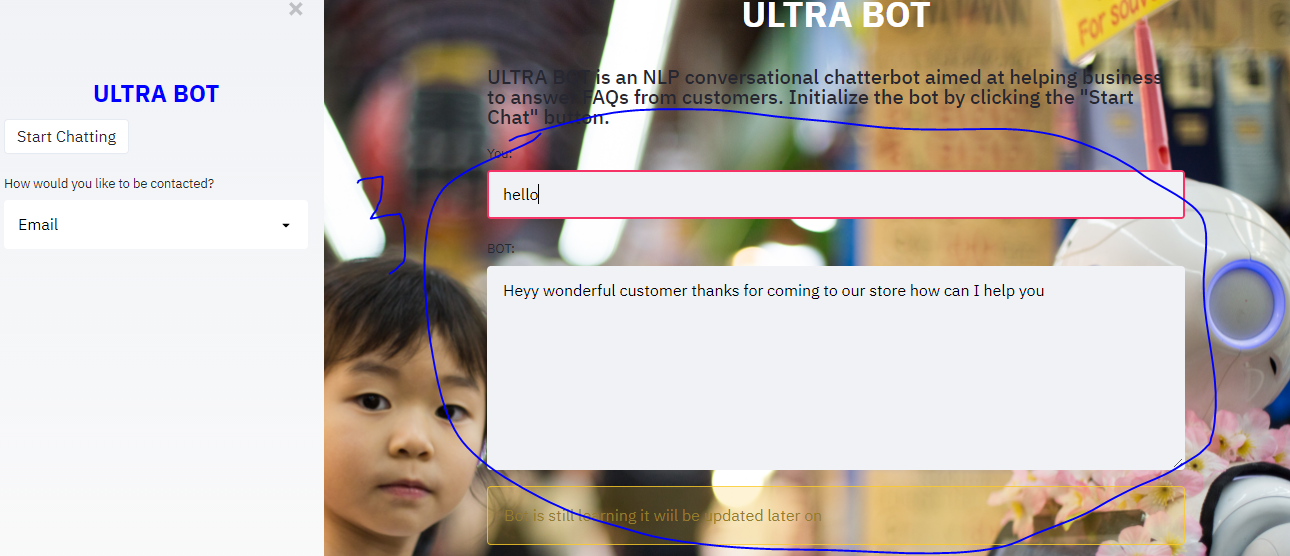 ×
ULTRA BOT
Start Chatting
How would you like to be contacted?
Email
ULTRA BOT
For souv
ULTRA BOT is an NLP conversational chatterbot aimed at helping business
to answer FAQs from customers. Initialize the bot by clicking the "Start
Chat" button.
You:
hello
BOT:
Heyy wonderful customer thanks for coming to our store how can I help you
Bot is still learning it wiil be updated later on